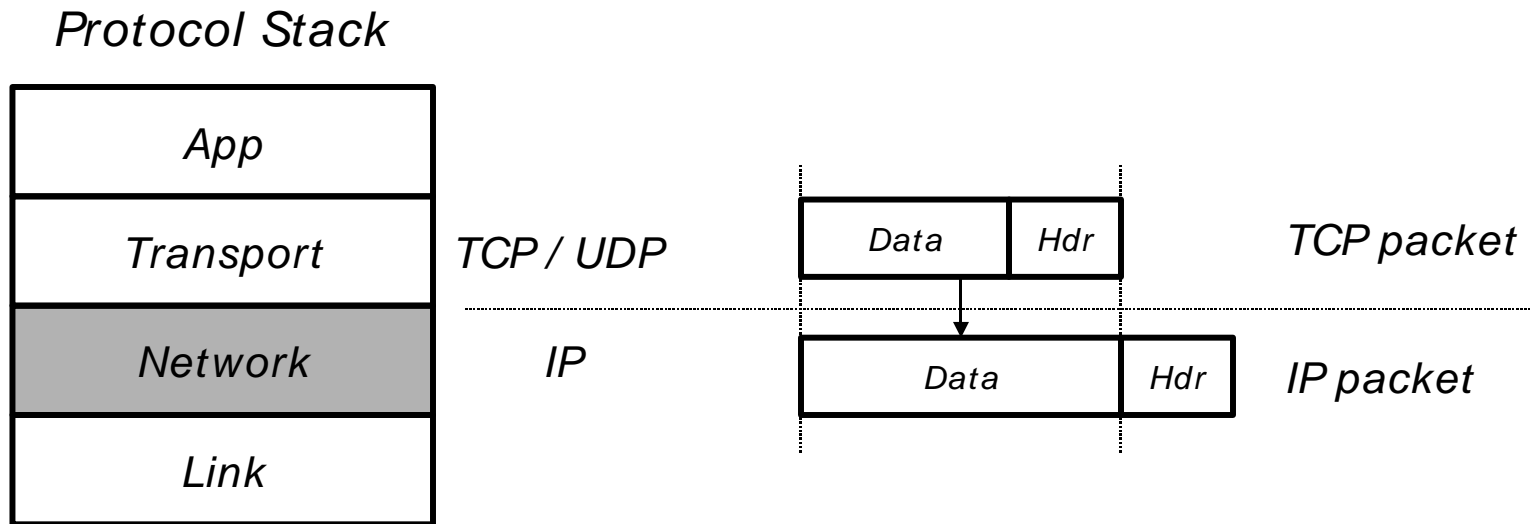 Protocol Stack
App
Transport
TCP / UDP
Data
Hdr
TCP packet
Network
IP
Data
Hdr
IP packet
Link